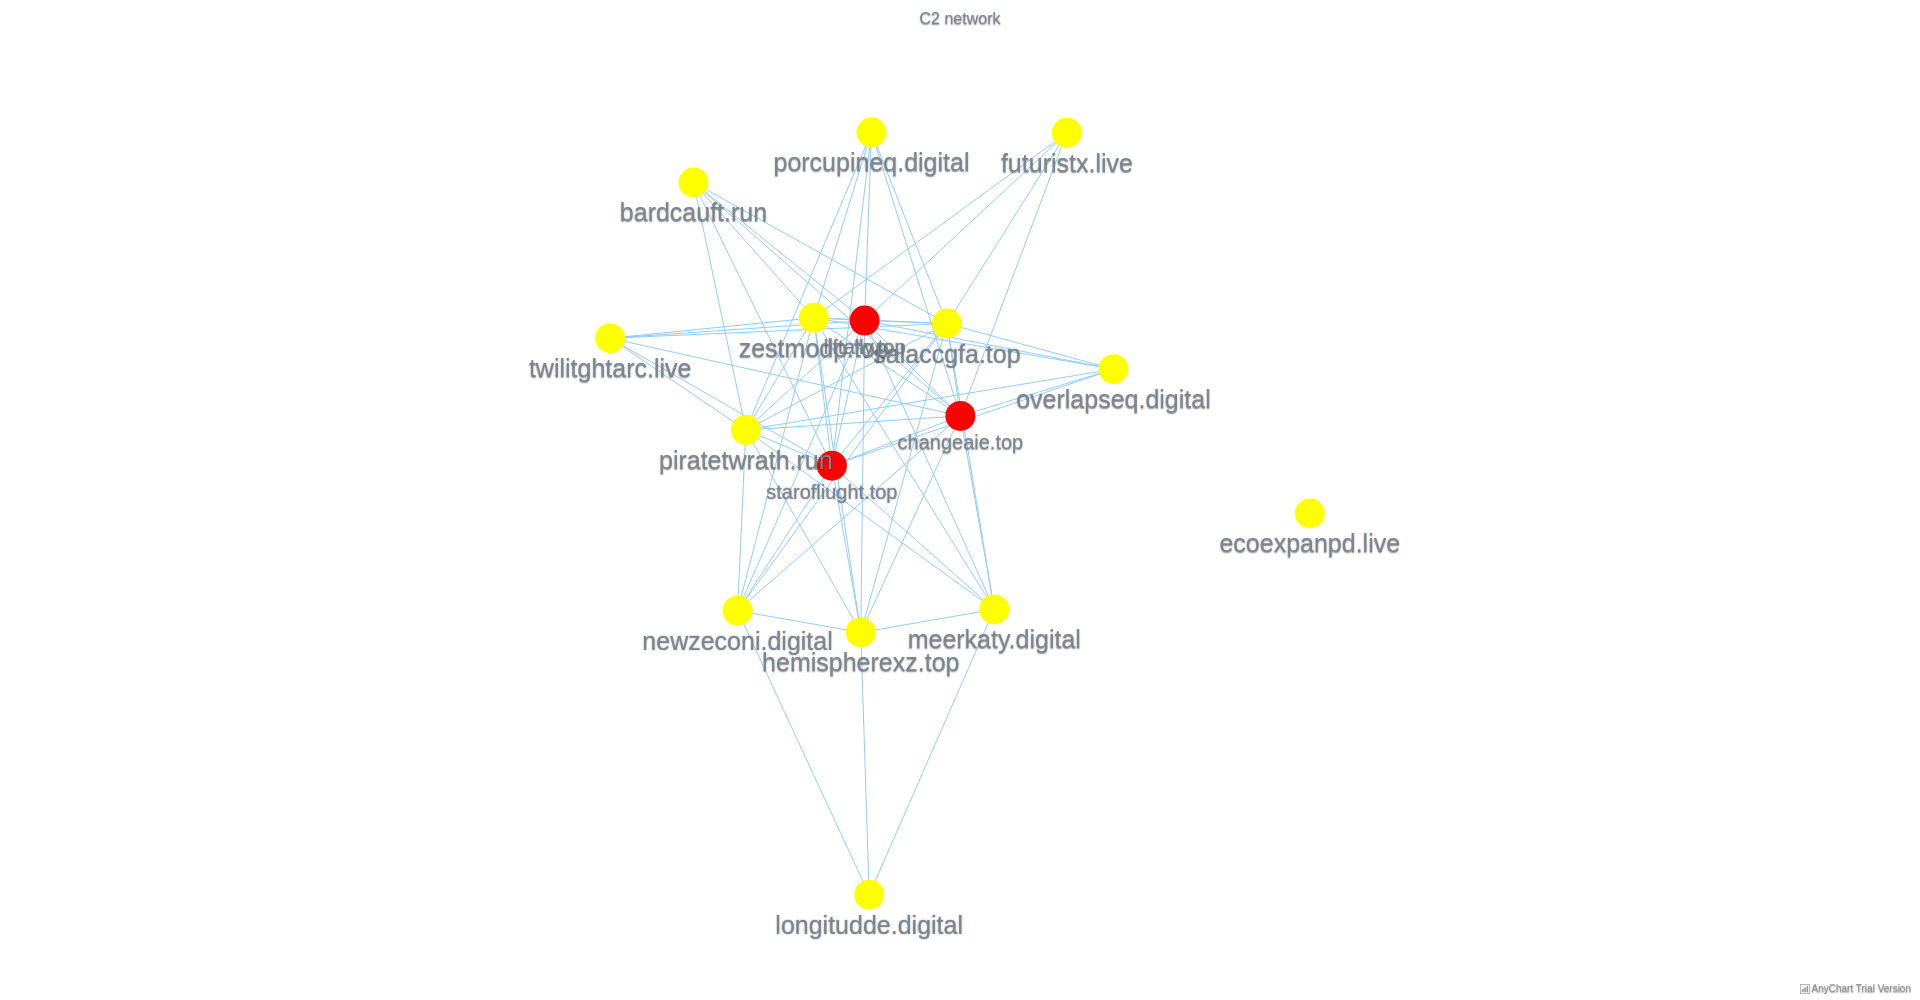 C2 network
porcupineq.digital
futuristx.live
bardcauft.run
zestmodp.top
salaccgfa.top
twilitghtarc.live
overlapseq.digital
changeaie.top
piratetwrath.run
starofliught.top
ecoexpanpd.live
newzeconi.digital
meerkaty.digital
hemispherexz.top
longitudde.digital
AnyChart Trial Version